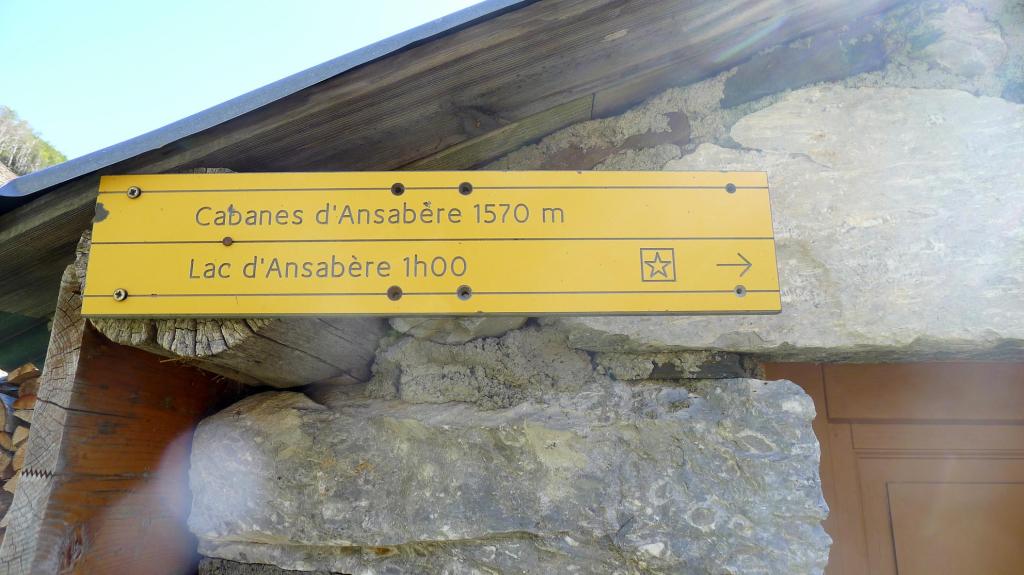 Cabanes d'Ansabère 1570 m
Lac d'Ansabère 1h00